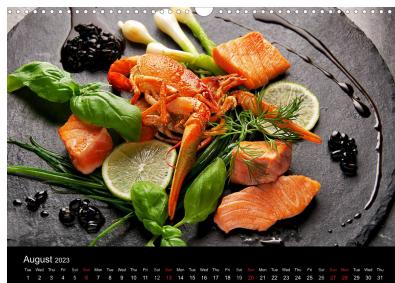 August 2023
Tue Wed Thu Fri Sat Sun Mon Tue Wed Thu Fri Sat Sun Mon Tue Wed Thu Fri Sat Sun Mon Tue Wed Thu Fri Sat Sun Mon Tue Wed Thu
1 2 3 4 5 6 7 8 9 10 11 12 13 14 15 16 17 18 19 20 21 22 23 24 25 26 27 28 29 30 31